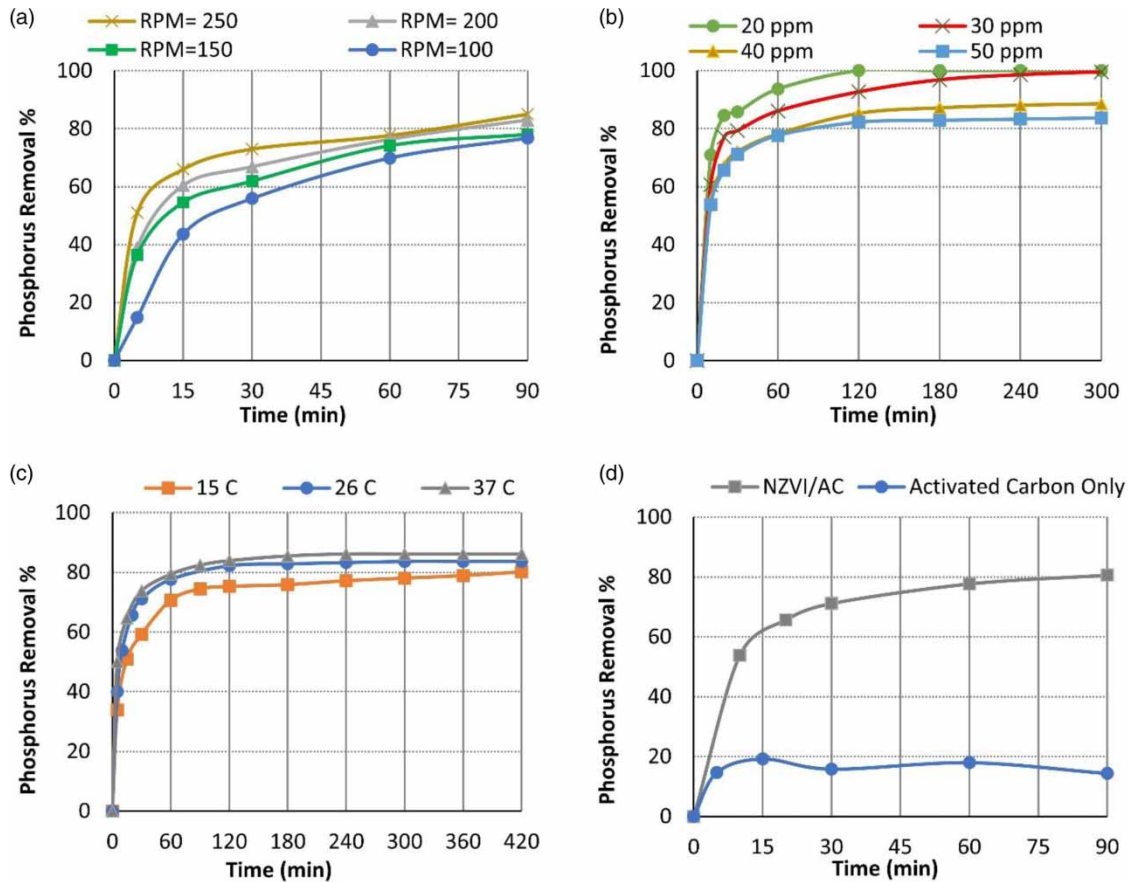 (a)
RPM= 250 RPM= 200
RPM=150 RPM=100
100
80
60
40
20
0
Phosphorus Removal %
0 15 30 45 60 75 90
Time (min)
(b)
20 ppm 30 ppm
40 ppm 50 ppm
100
80
60
40
20
0
Phosphorus Removal %
0 60 120 180 240 300
Time (min)
(c)
15 C 26 C 37 C
100
80
60
40
20
0
Phosphorus Removal %
0 60 120 180 240 300 360 420
Time (min)
(d)
NZVI/AC Activated Carbon Only
100
80
60
40
20
0
Phosphorus Removal %
0 15 30 45 60 75 90
Time (min)